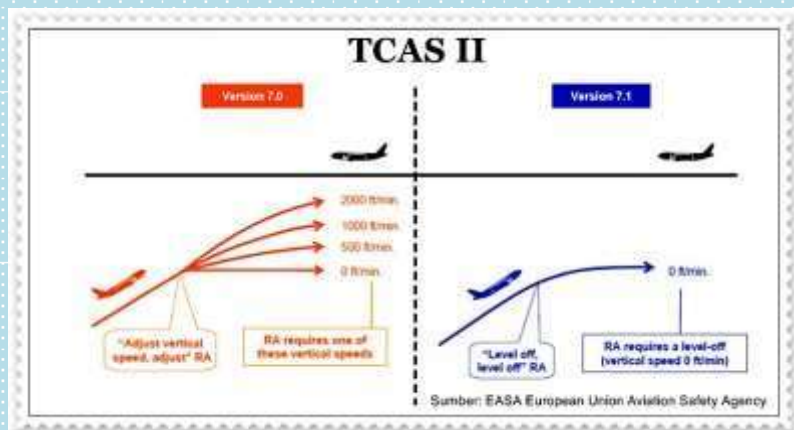 TCAS II
Version 7.0
2000 ft/min.
1000 ft/min.
500 ft/min.
0 ft/min.
"Adjust vertical
speed, adjust" RA
RA requires one of
these vertical speeds
Version 7.1
0 ft/min.
"Level off,
level off" RA
RA requires a level-off
(vertical speed 0 ft/min)
Sumber: EASA European Union Aviation Safety Agency